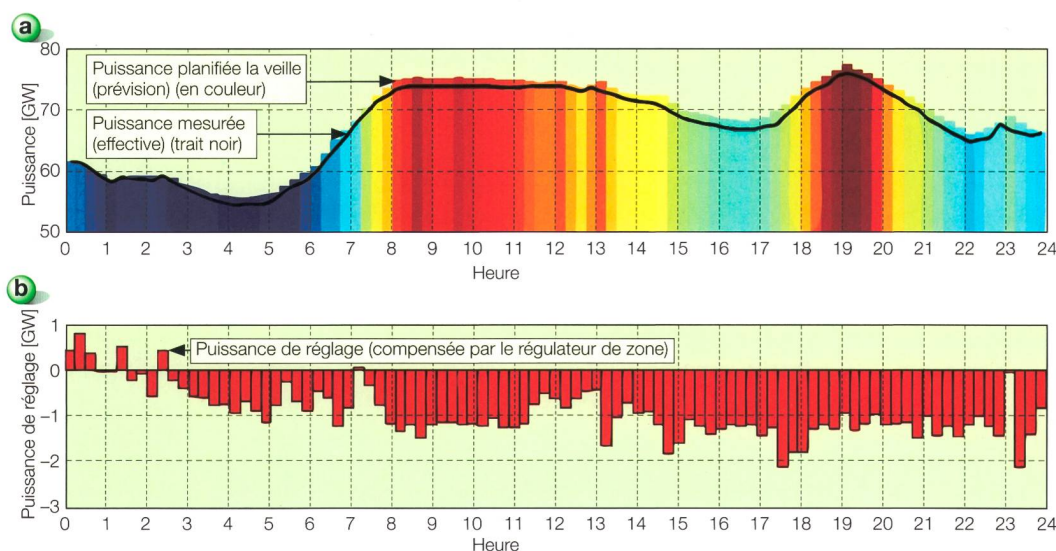 a
Puissance [GW]
80
70
60
50
Puissance planifiée la veille
(prévision) (en couleur)
Puissance mesurée
(effective) (trait noir)
0 1 2 3 4 5 6 7 8 9 10 11 12 13 14 15 16 17 18 19 20 21 22 23 24
Heure
b
Puissance de réglage [GW]
1
0
–1
–2
–3
Puissance de réglage (compensée par le régulateur de zone)
0 1 2 3 4 5 6 7 8 9 10 11 12 13 14 15 16 17 18 19 20 21 22 23 24
Heure